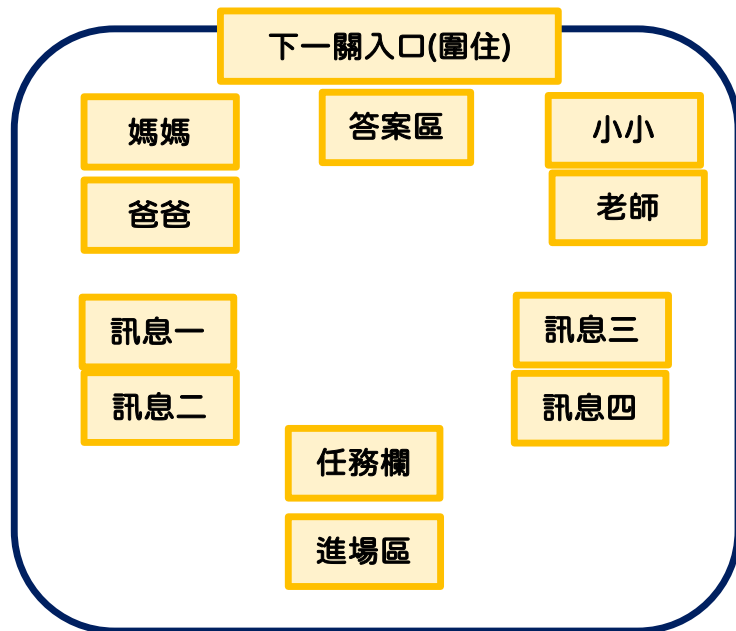 下一關入口(圍住)
媽媽
答案區
小小
爸爸
老師
訊息一
訊息三
訊息二
訊息四
任務欄
進場區